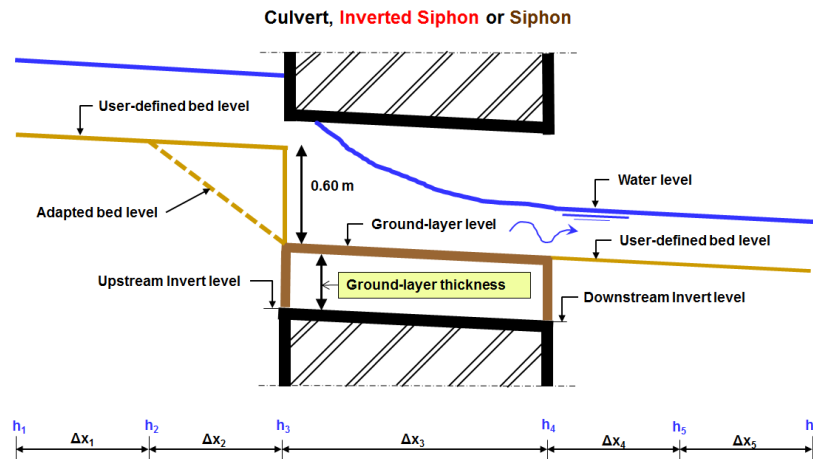 Culvert, Inverted Siphon or Siphon
User-defined bed level
0.60 m
Water level
Adapted bed level
Ground-layer level
User-defined bed level
Upstream Invert level
Ground-layer thickness
Downstream Invert level
h1 h2 h3 h4 h5 h
Δx1 Δx2 Δx3 Δx4 Δx5